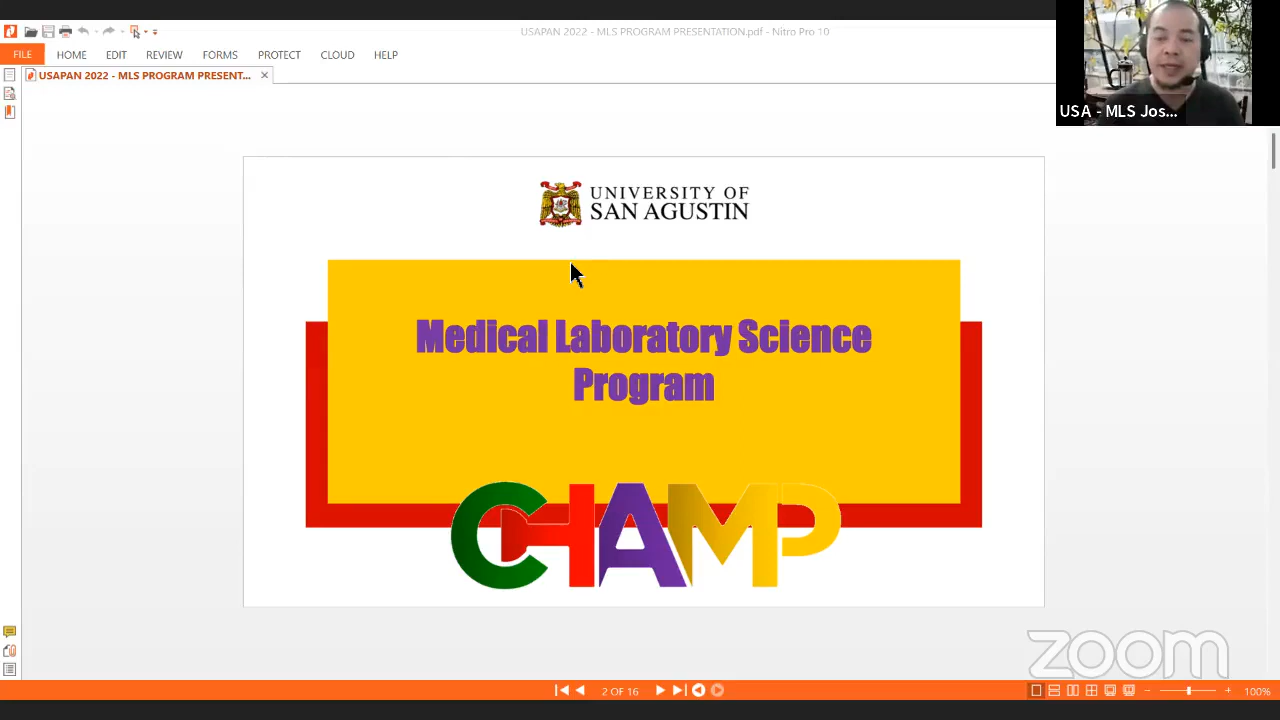 USAPAN 2022 - MLS PROGRAM PRESENTATION.pdf - Nitro Pro 10
FILE HOME EDIT REVIEW FORMS PROTECT CLOUD HELP
USAPAN 2022 - MLS PROGRAM PRESENT...
USA - MLS Jos...
UNIVERSITY OF
SAN AGUSTIN
Medical Laboratory Science
Program
CHAMP
zoom
2 OF 16
100%